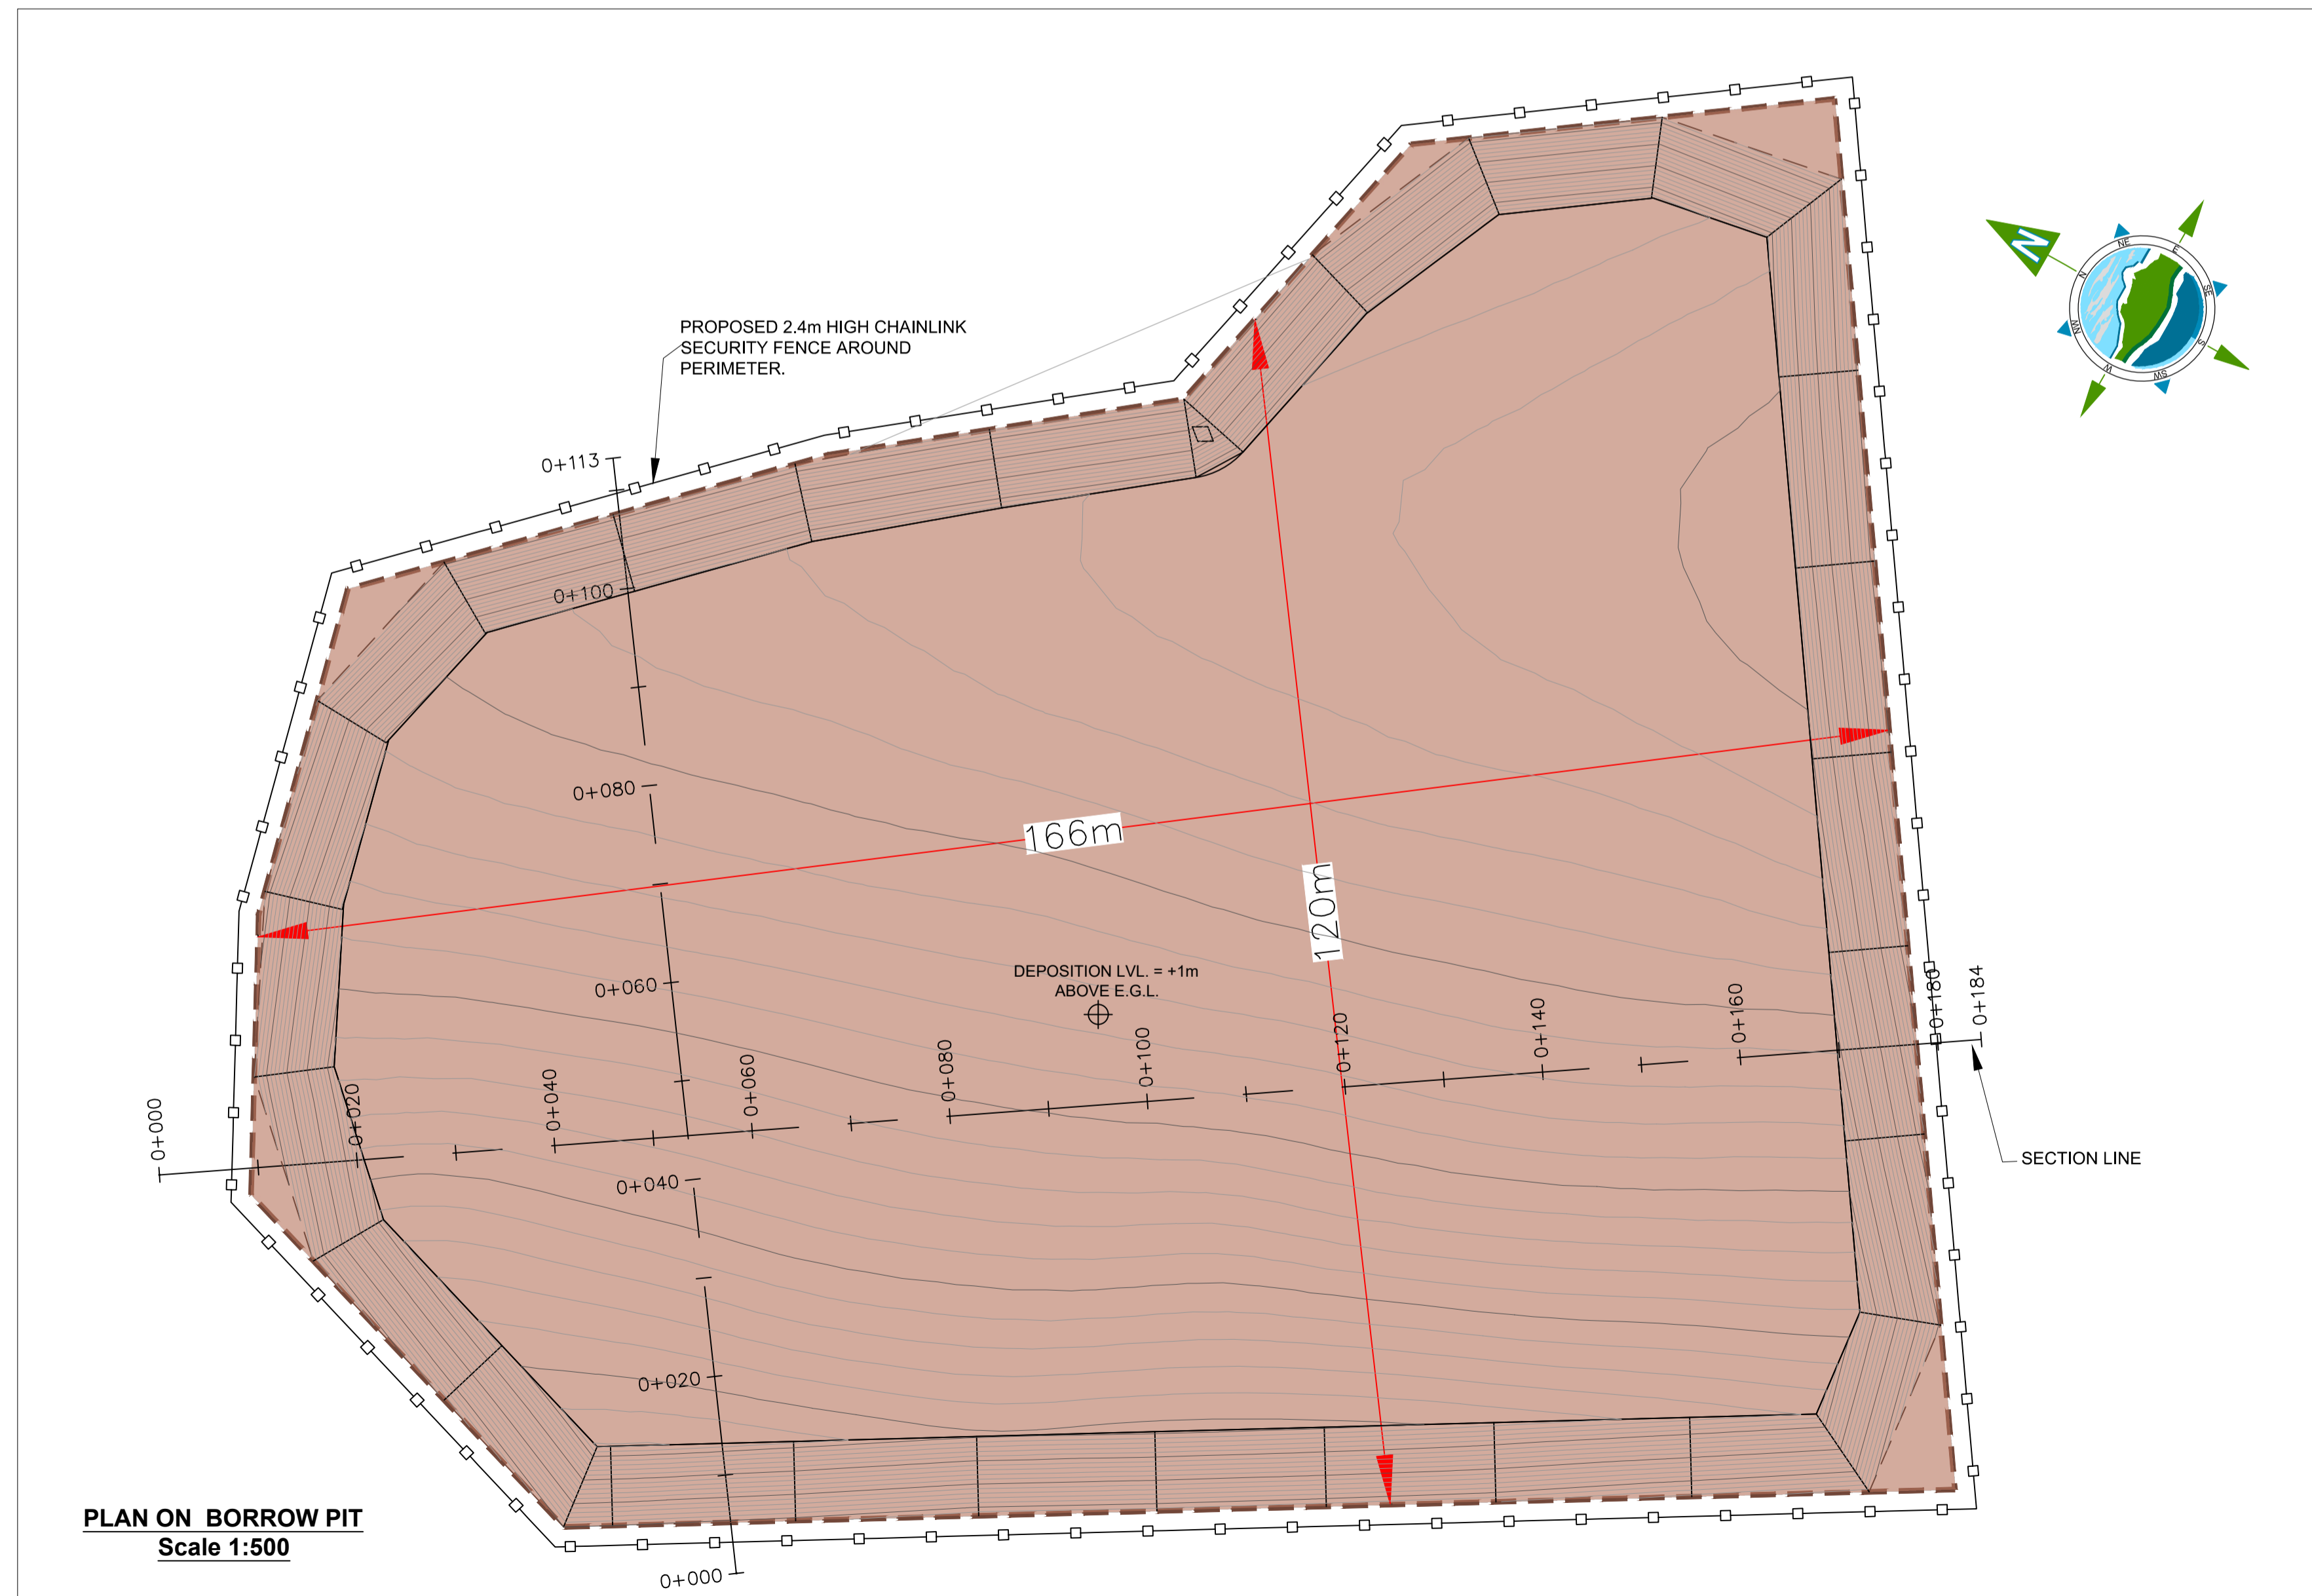 PROPOSED 2.4m HIGH CHAINLINK
SECURITY FENCE AROUND
PERIMETER.
N
N
NE
E
SE
S
SW
W
NW
0+113
0+100
0+080
0+060
0+040
0+020
0+000
166m
120m
DEPOSITION LVL. = +1m
ABOVE E.G.L.
0+000
0+020
0+040
0+060
0+080
0+100
0+120
0+140
0+160
0+180
0+184
SECTION LINE
PLAN ON BORROW PIT
Scale 1:500